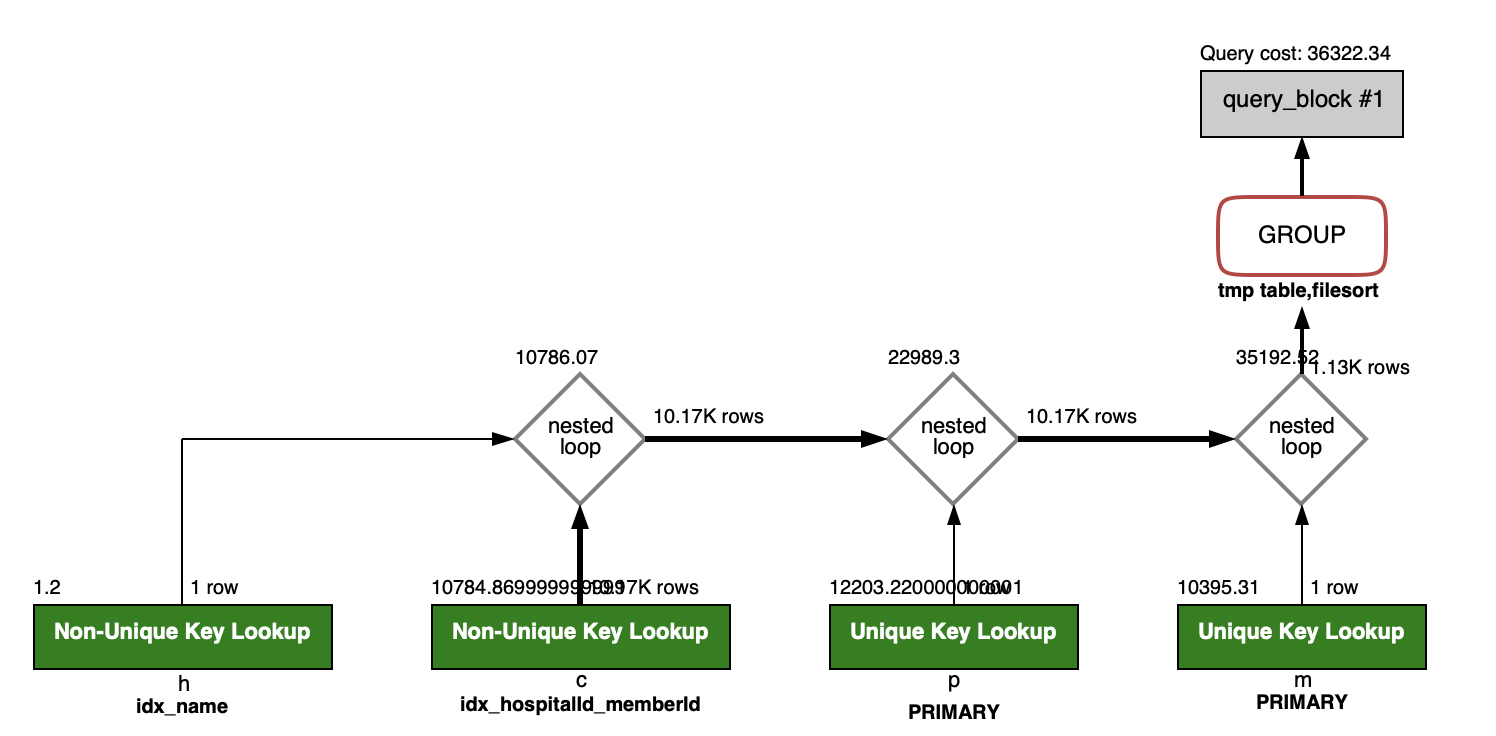 Query cost: 36322.34
query_block #1
GROUP
tmp table,filesort
10786.07
22989.3
35192.52
1.13K rows
10.17K rows
10.17K rows
nested
loop
nested
loop
nested
loop
1.2
1 row
10784.869999999999
10.17K rows
12203.220000000001
1 row
10395.31
1 row
Non-Unique Key Lookup
Non-Unique Key Lookup
Unique Key Lookup
Unique Key Lookup
h
c
p
m
idx_name
idx_hospitalId_memberId
PRIMARY
PRIMARY